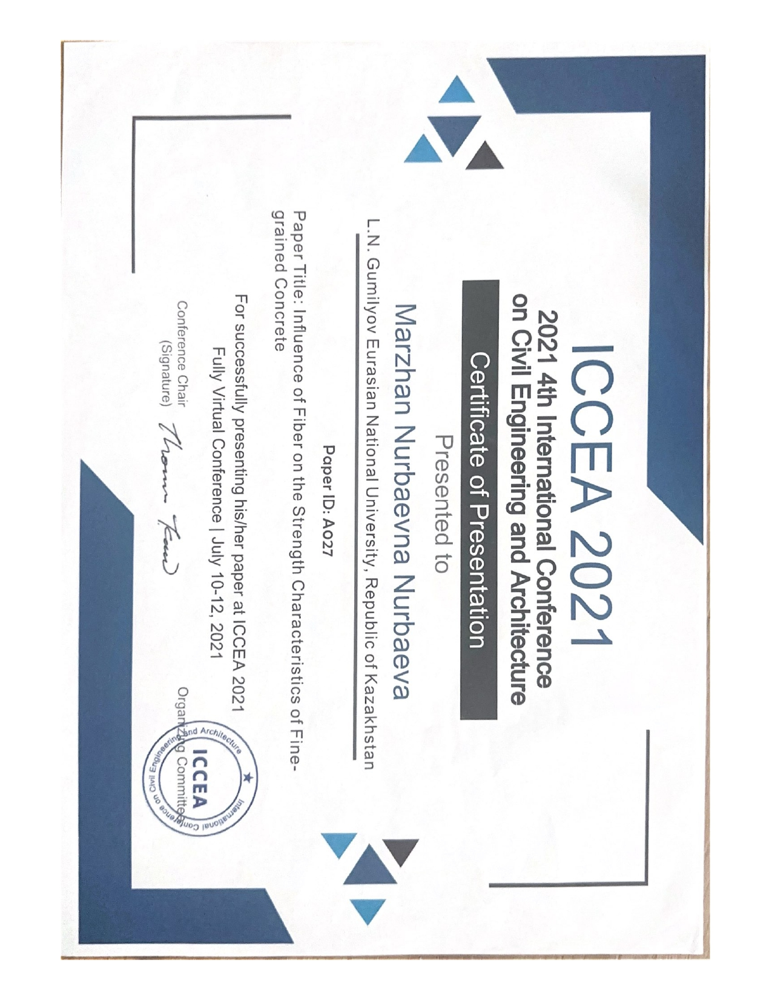 ICCEA 2021
2021 4th International Conference
on Civil Engineering and Architecture
Certificate of Presentation
Presented to
Marzhan Nurbaevna Nurbaeva
L.N. Gumilyov Eurasian National University, Republic of Kazakhstan
Paper ID: A027
Paper Title: Influence of Fiber on the Strength Characteristics of Fine-
grained Concrete
For successfully presenting his/her paper at ICCEA 2021
Fully Virtual Conference | July 10-12, 2021
Conference Chair
(Signature)
Organizing Committee
International Conference on Civil Engineering and Architecture
ICCEA